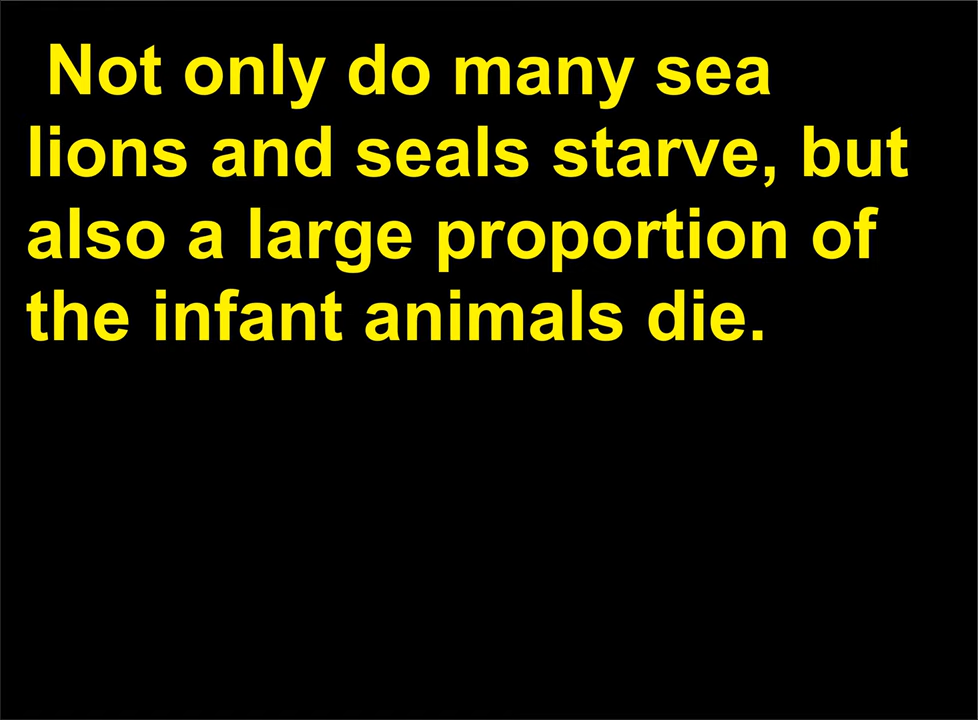 Not only do many sea
lions and seals starve, but
also a large proportion of
the infant animals die.